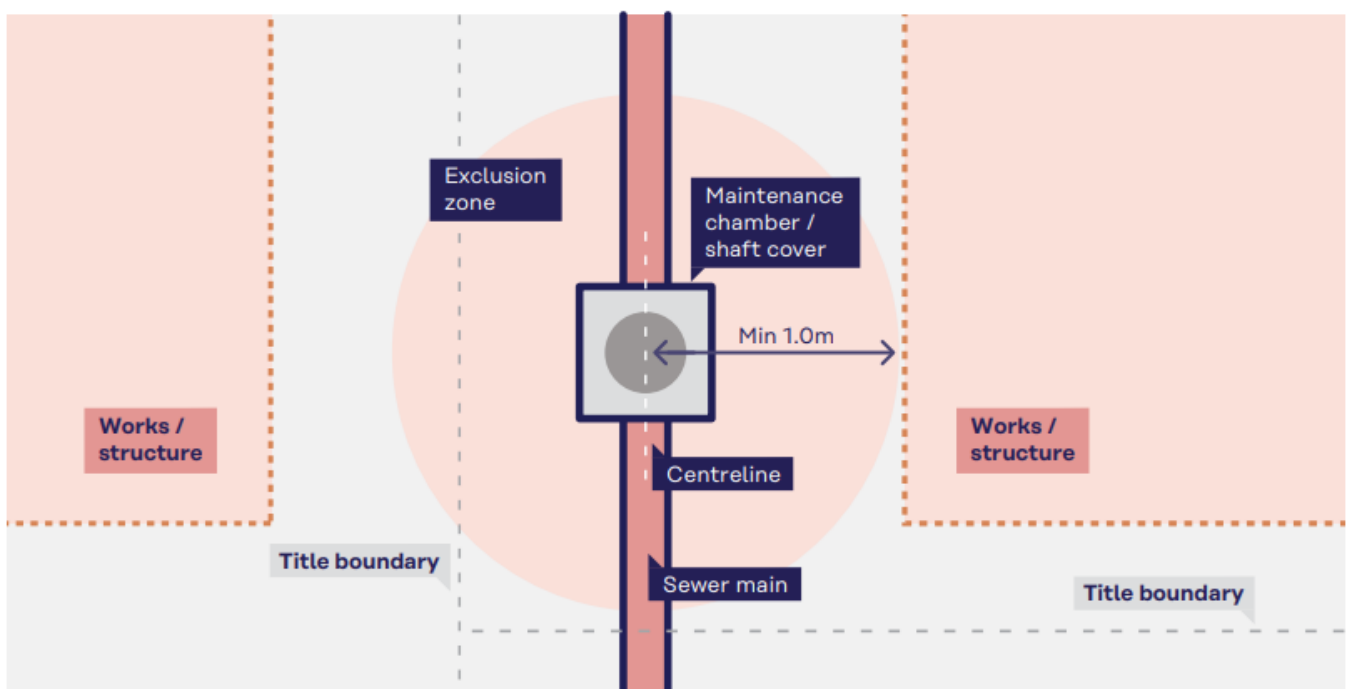 Exclusion
zone
Maintenance
chamber /
shaft cover
Min 1.0m
Works /
structure
Works /
structure
Centreline
Title boundary
Sewer main
Title boundary